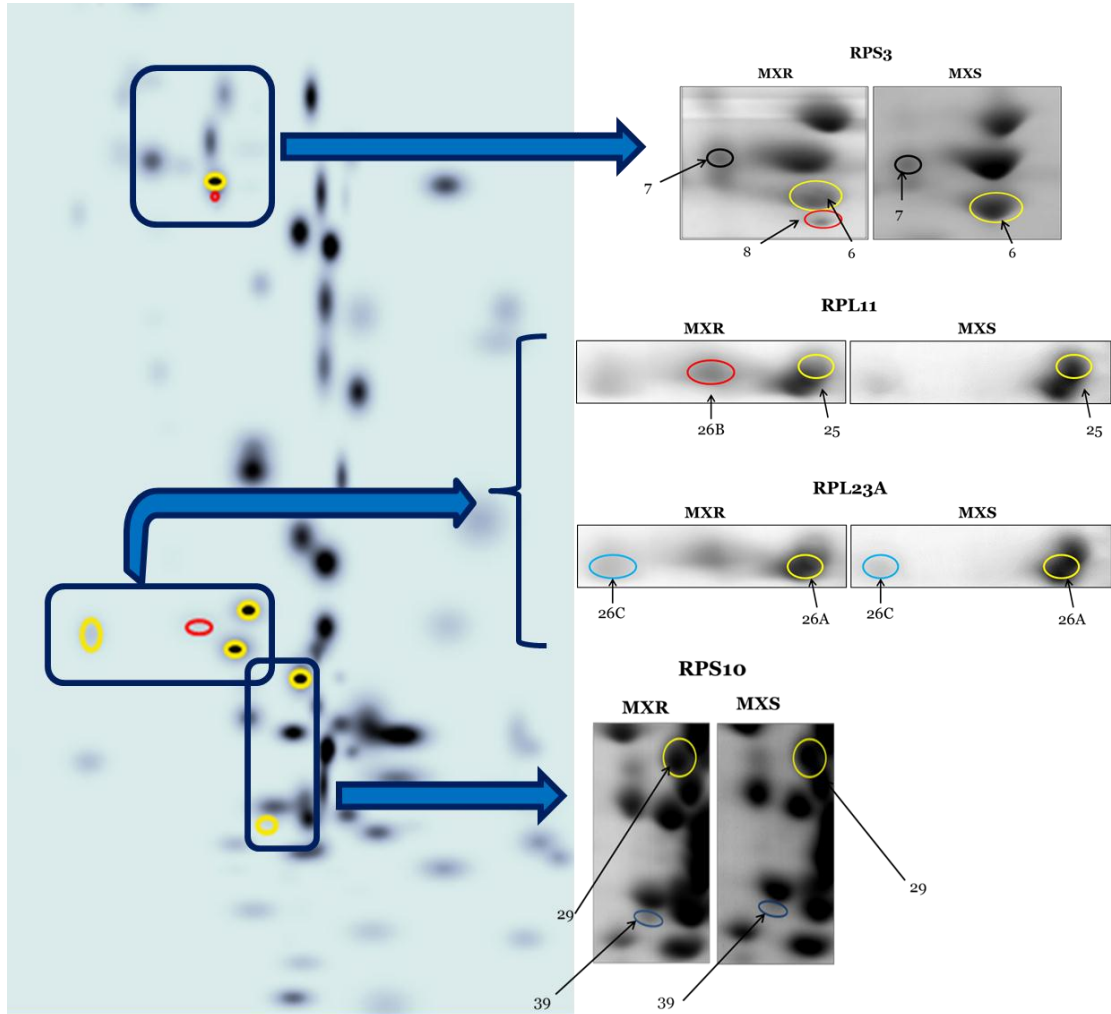 RPS3
MXR MXS
7
8
6
7
6
RPL11
MXR MXS
26B
25
25
RPL23A
MXR MXS
26C
26A
26C
26A
RPS10
MXR MXS
29
29
39
39